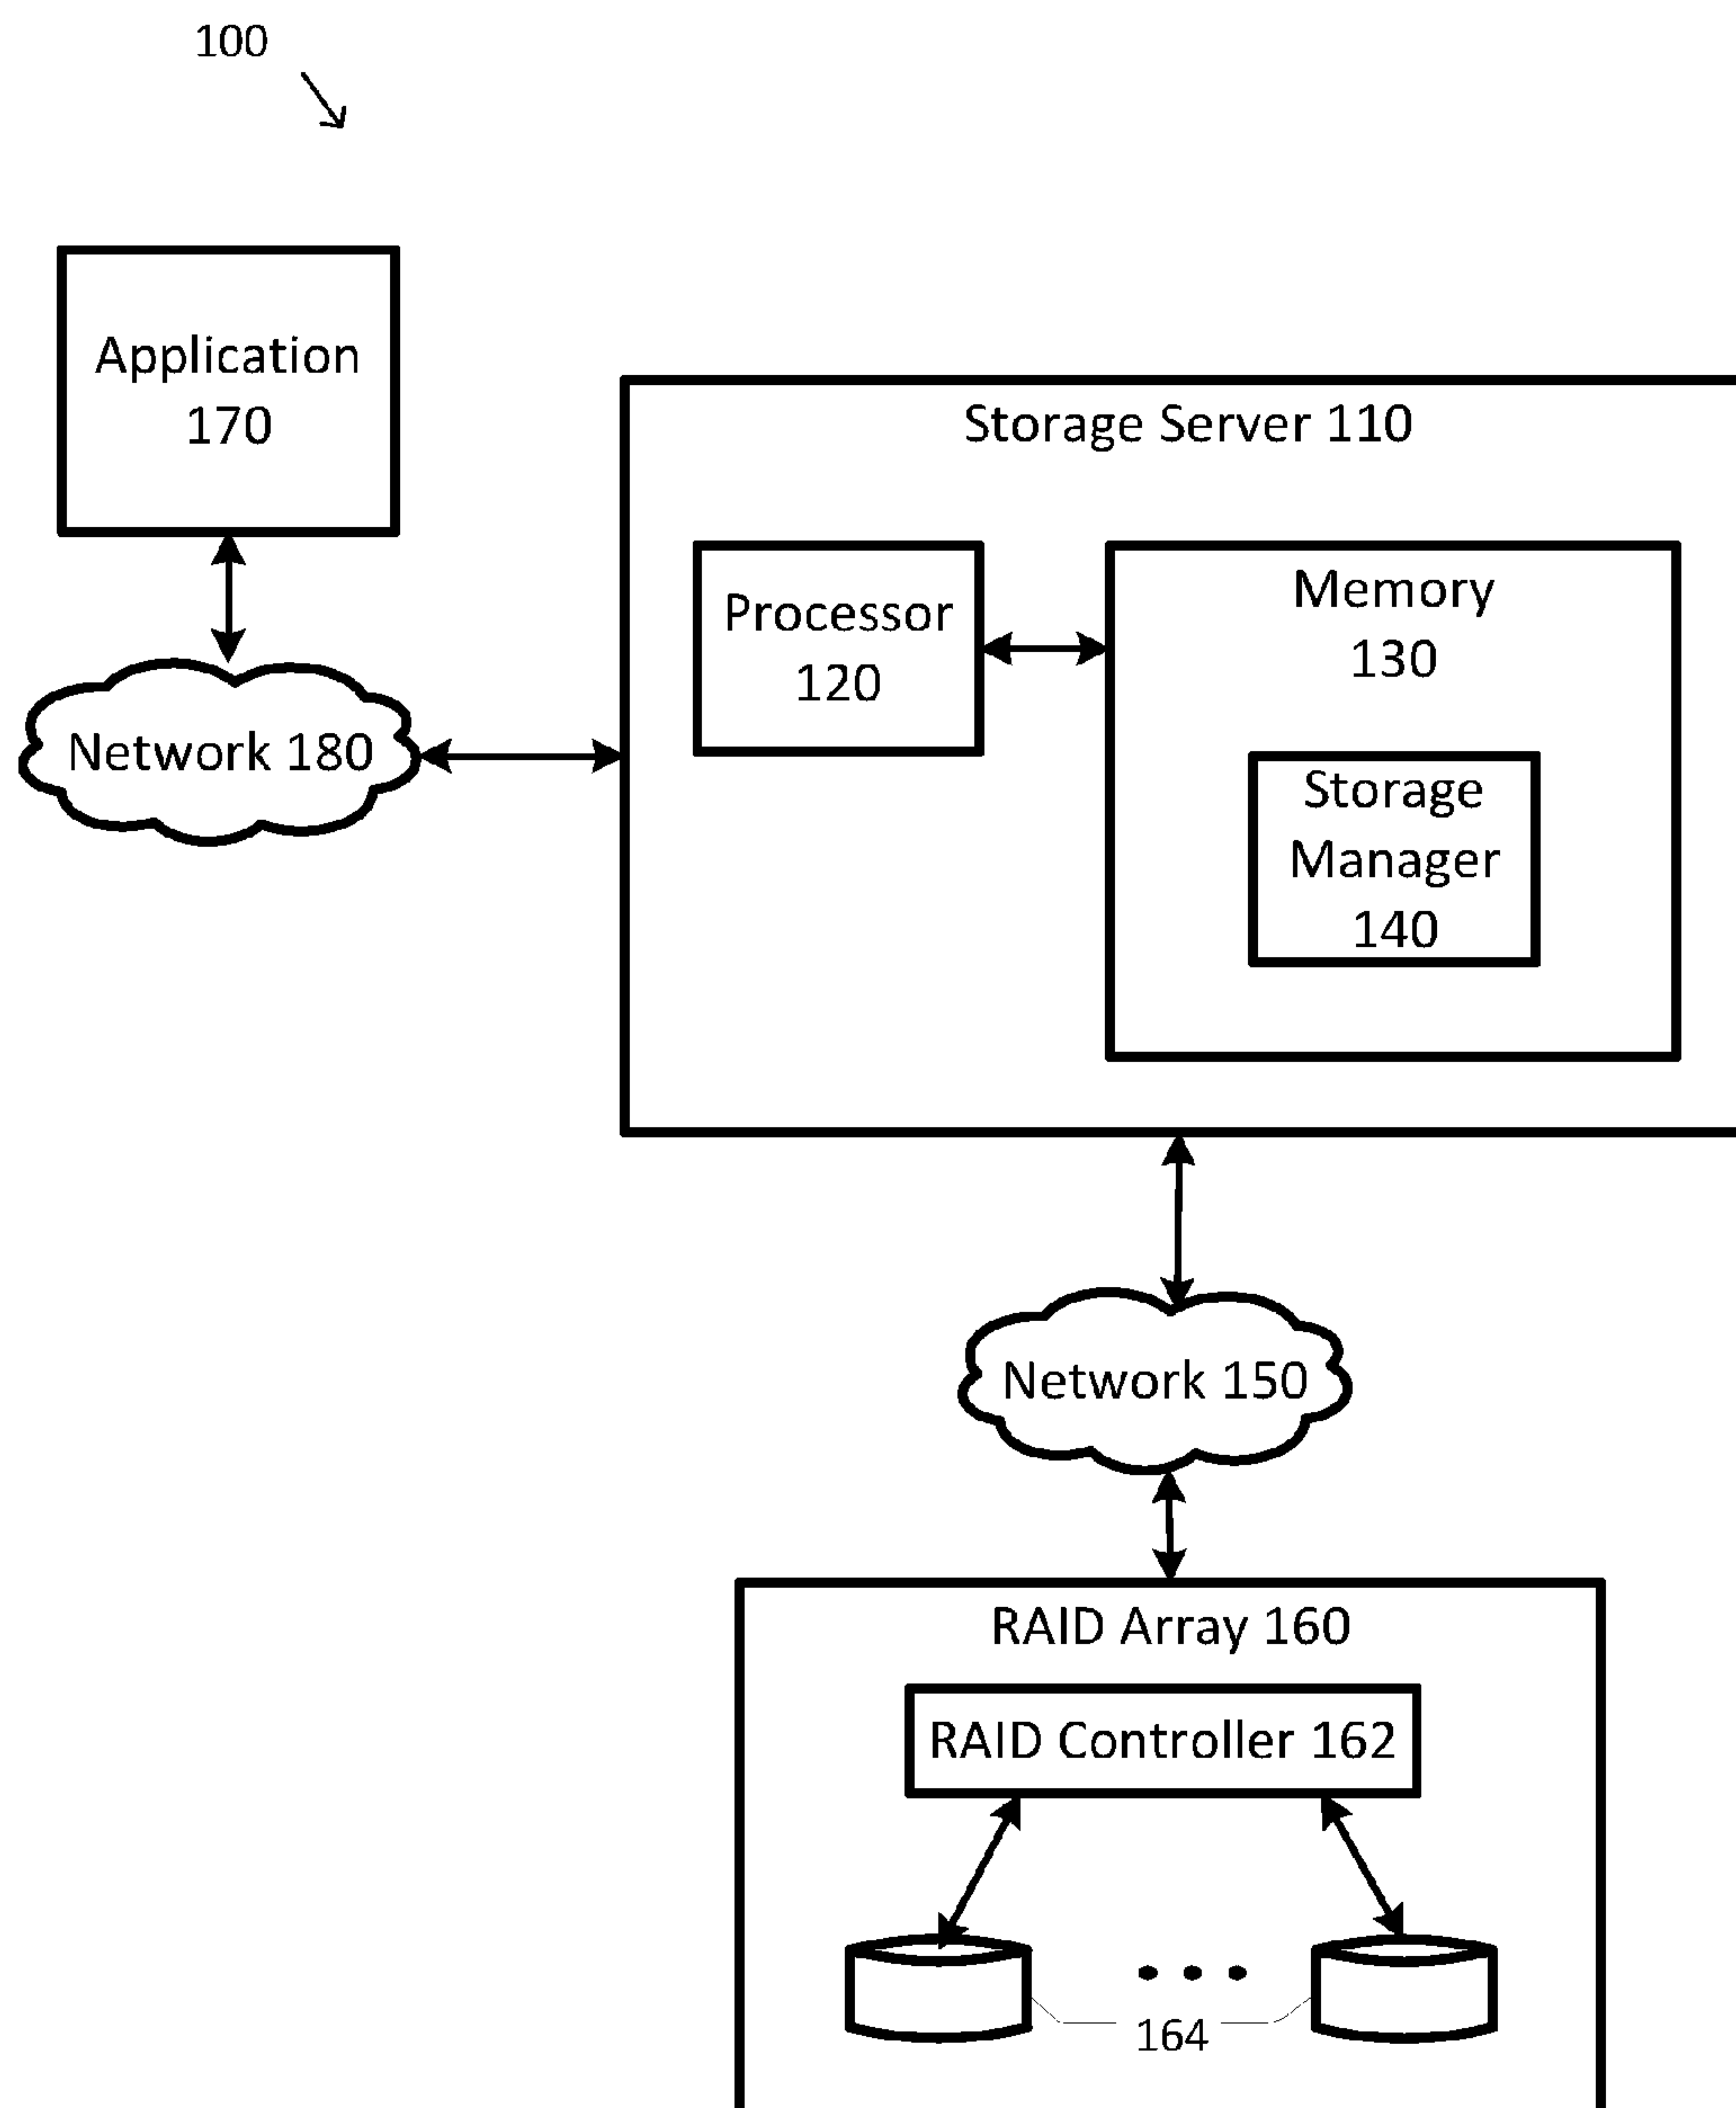 100
Application
170
Storage Server 110
Processor
120
Memory
130
Network 180
Storage
Manager
140
Network 150
RAID Array 160
RAID Controller 162
164